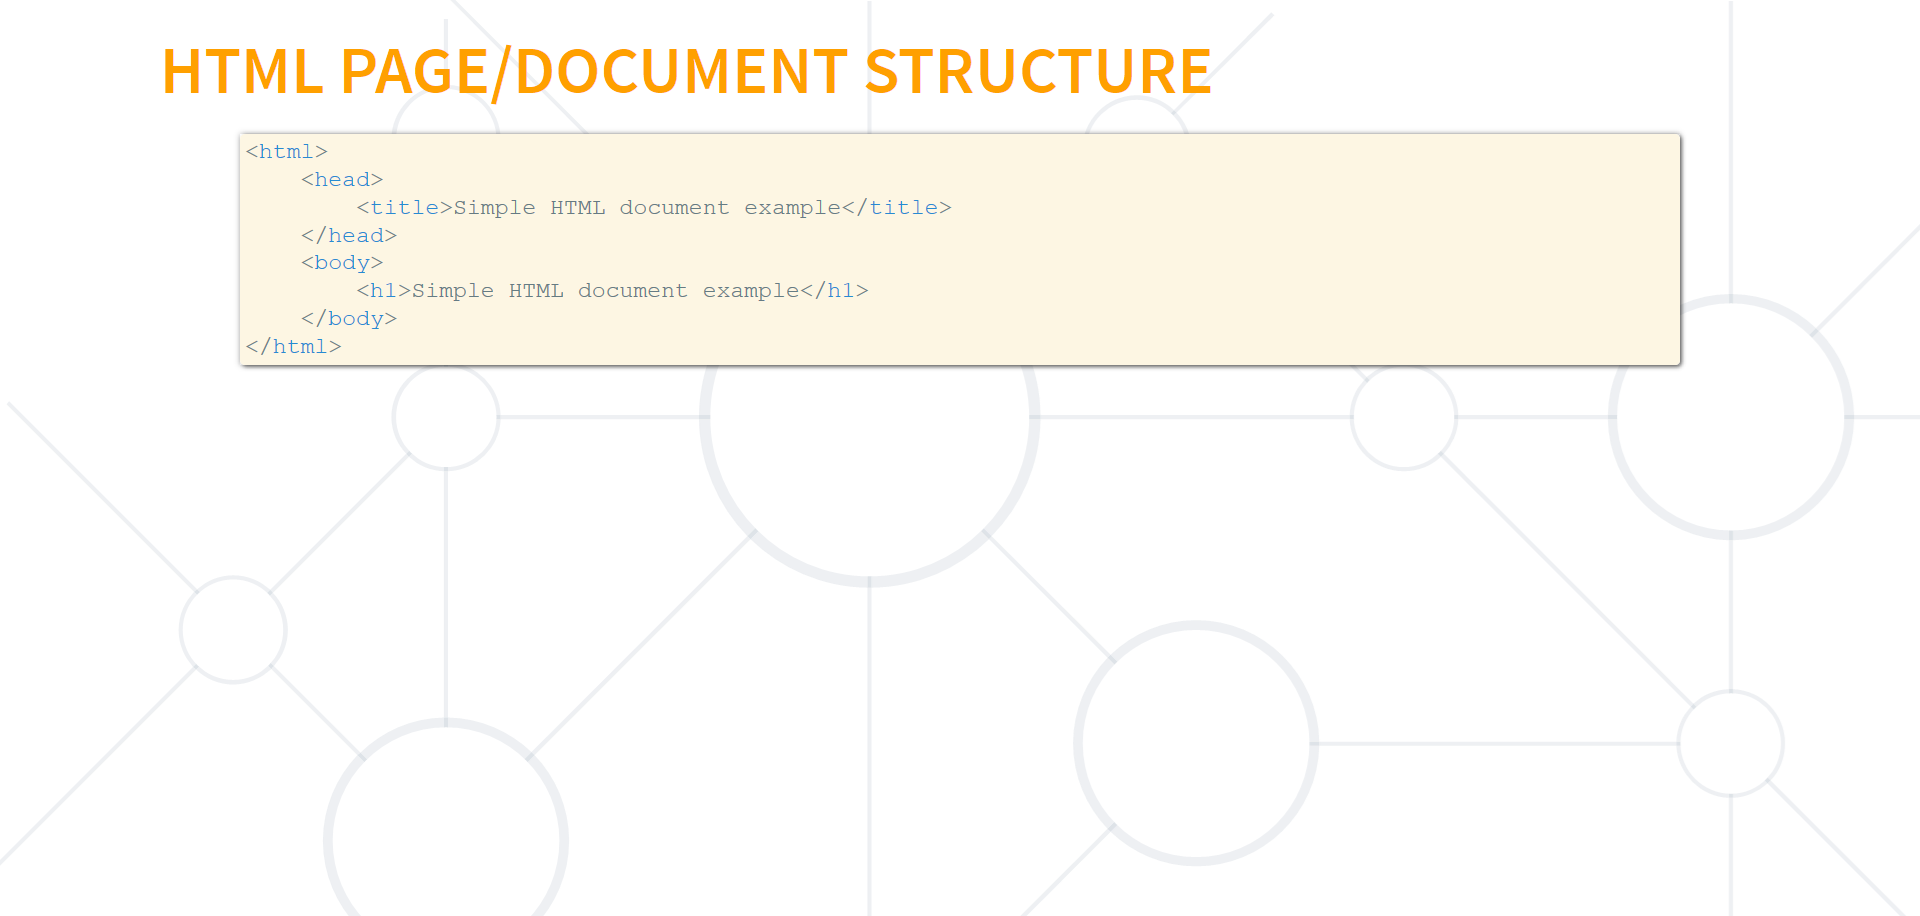 HTML PAGE/DOCUMENT STRUCTURE
<html>
    <head>
        <title>Simple HTML document example</title>
    </head>
    <body>
        <h1>Simple HTML document example</h1>
    </body>
</html>